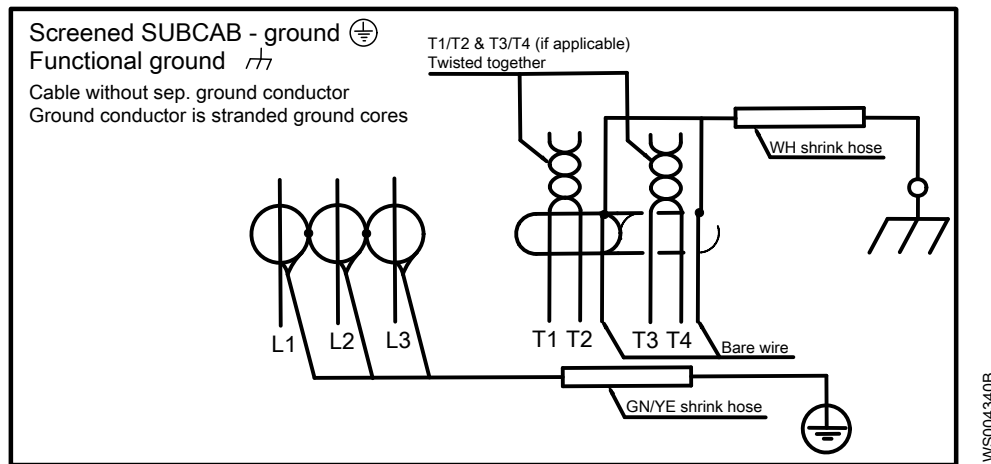 Screened SUBCAB - ground
Functional ground
Cable without sep. ground conductor
Ground conductor is stranded ground cores
T1/T2 & T3/T4 (if applicable)
Twisted together
WH shrink hose
L1 L2 L3
T1 T2 T3 T4
Bare wire
GN/YE shrink hose
WS004340B